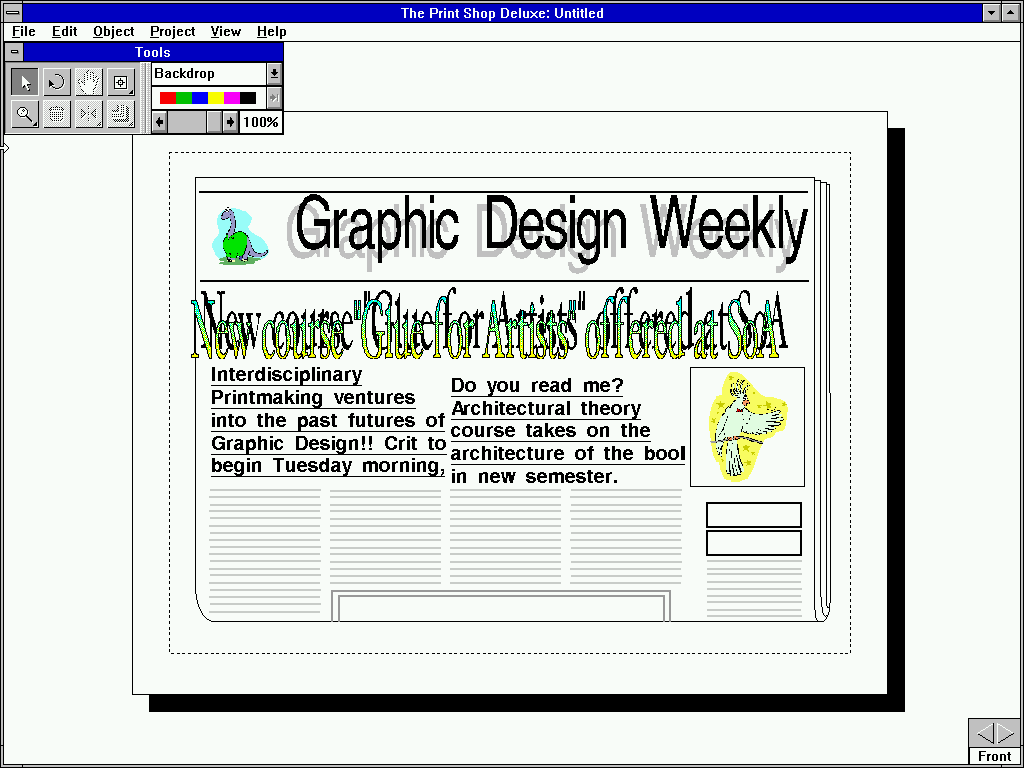 The Print Shop Deluxe: Untitled
File Edit Object Project View Help
Tools
Backdrop
100%
Graphic Design Weekly
New course "Glue for Artists" offered at SoA
Interdisciplinary
Printmaking ventures
into the past futures of
Graphic Design!! Crit to
begin Tuesday morning,
Do you read me?
Architectural theory
course takes on the
architecture of the bool
in new semester.
Front